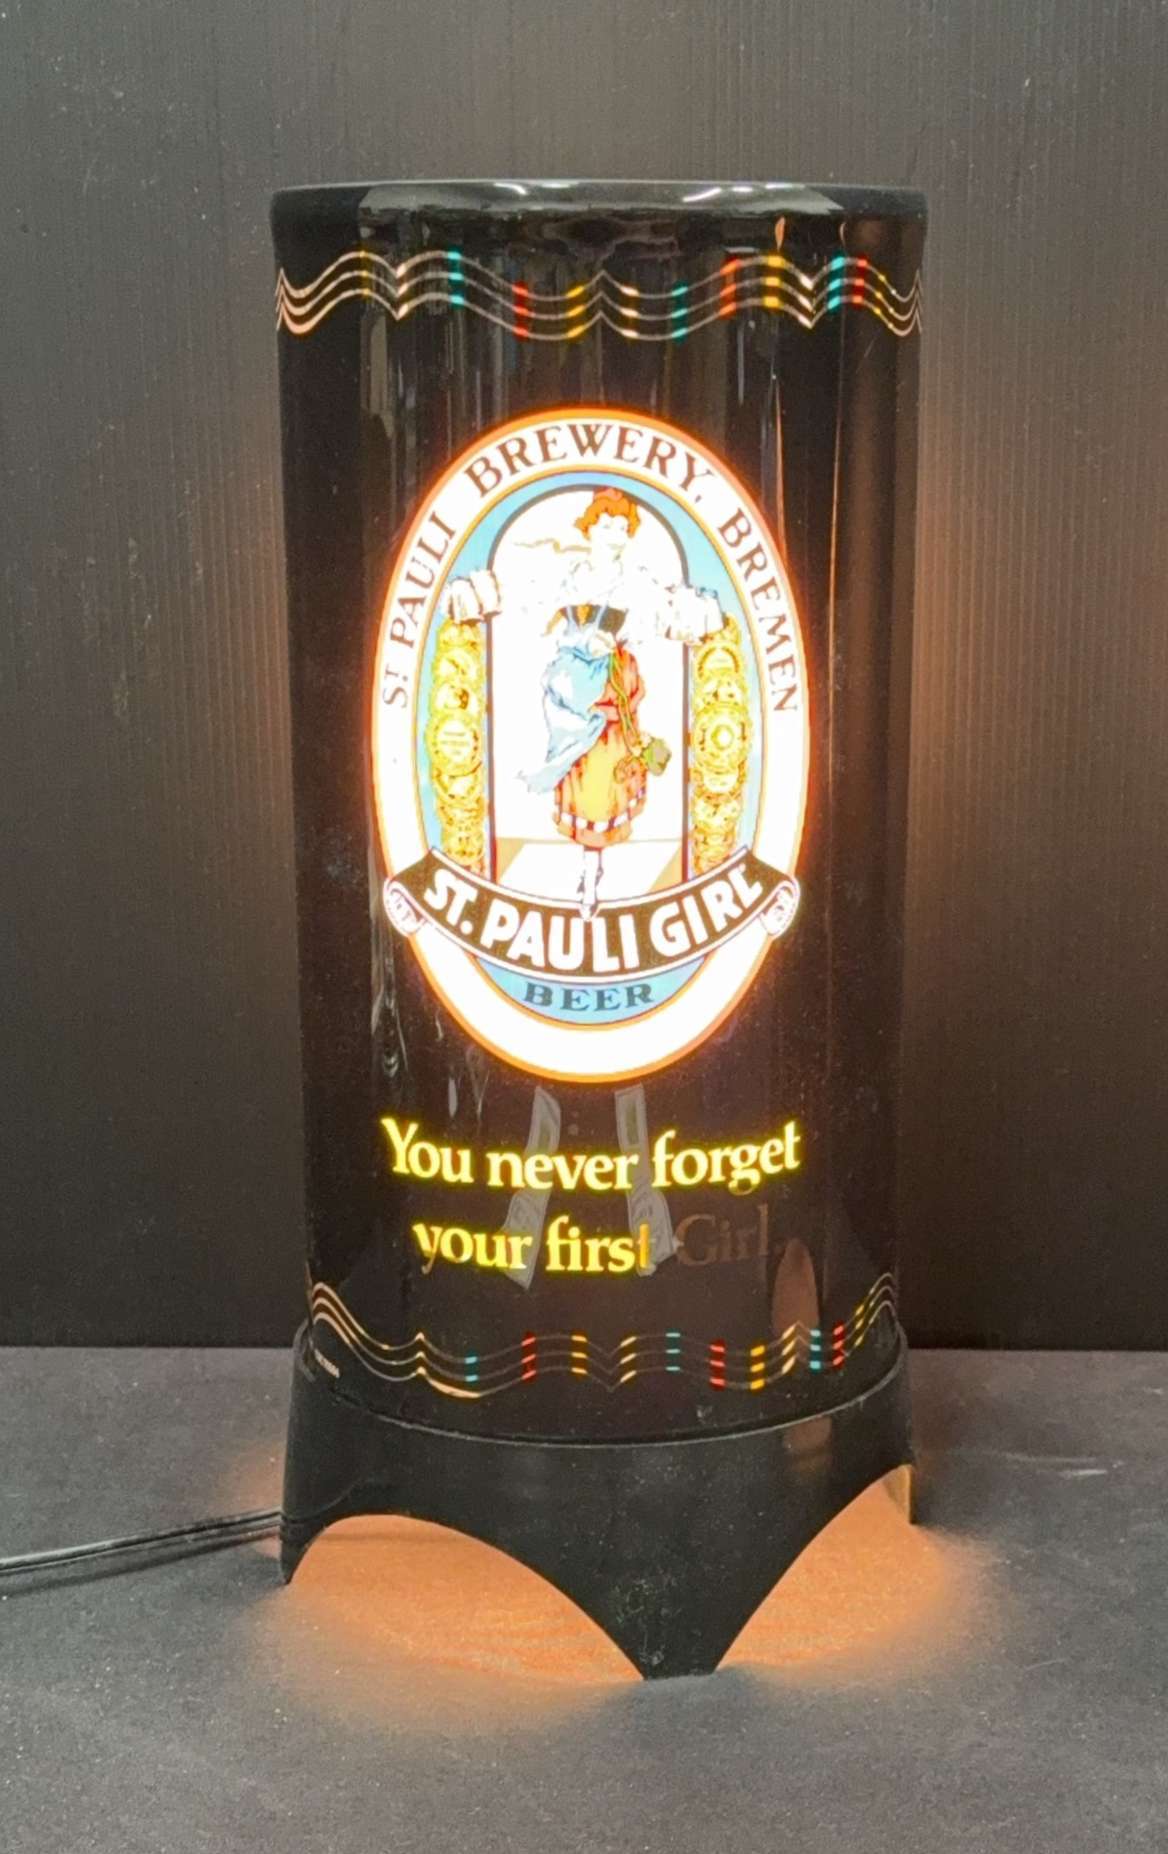 ST PAULI BREWERY, BREMEN
ST. PAULI GIRL
BEER
You never forget
your first Girl.